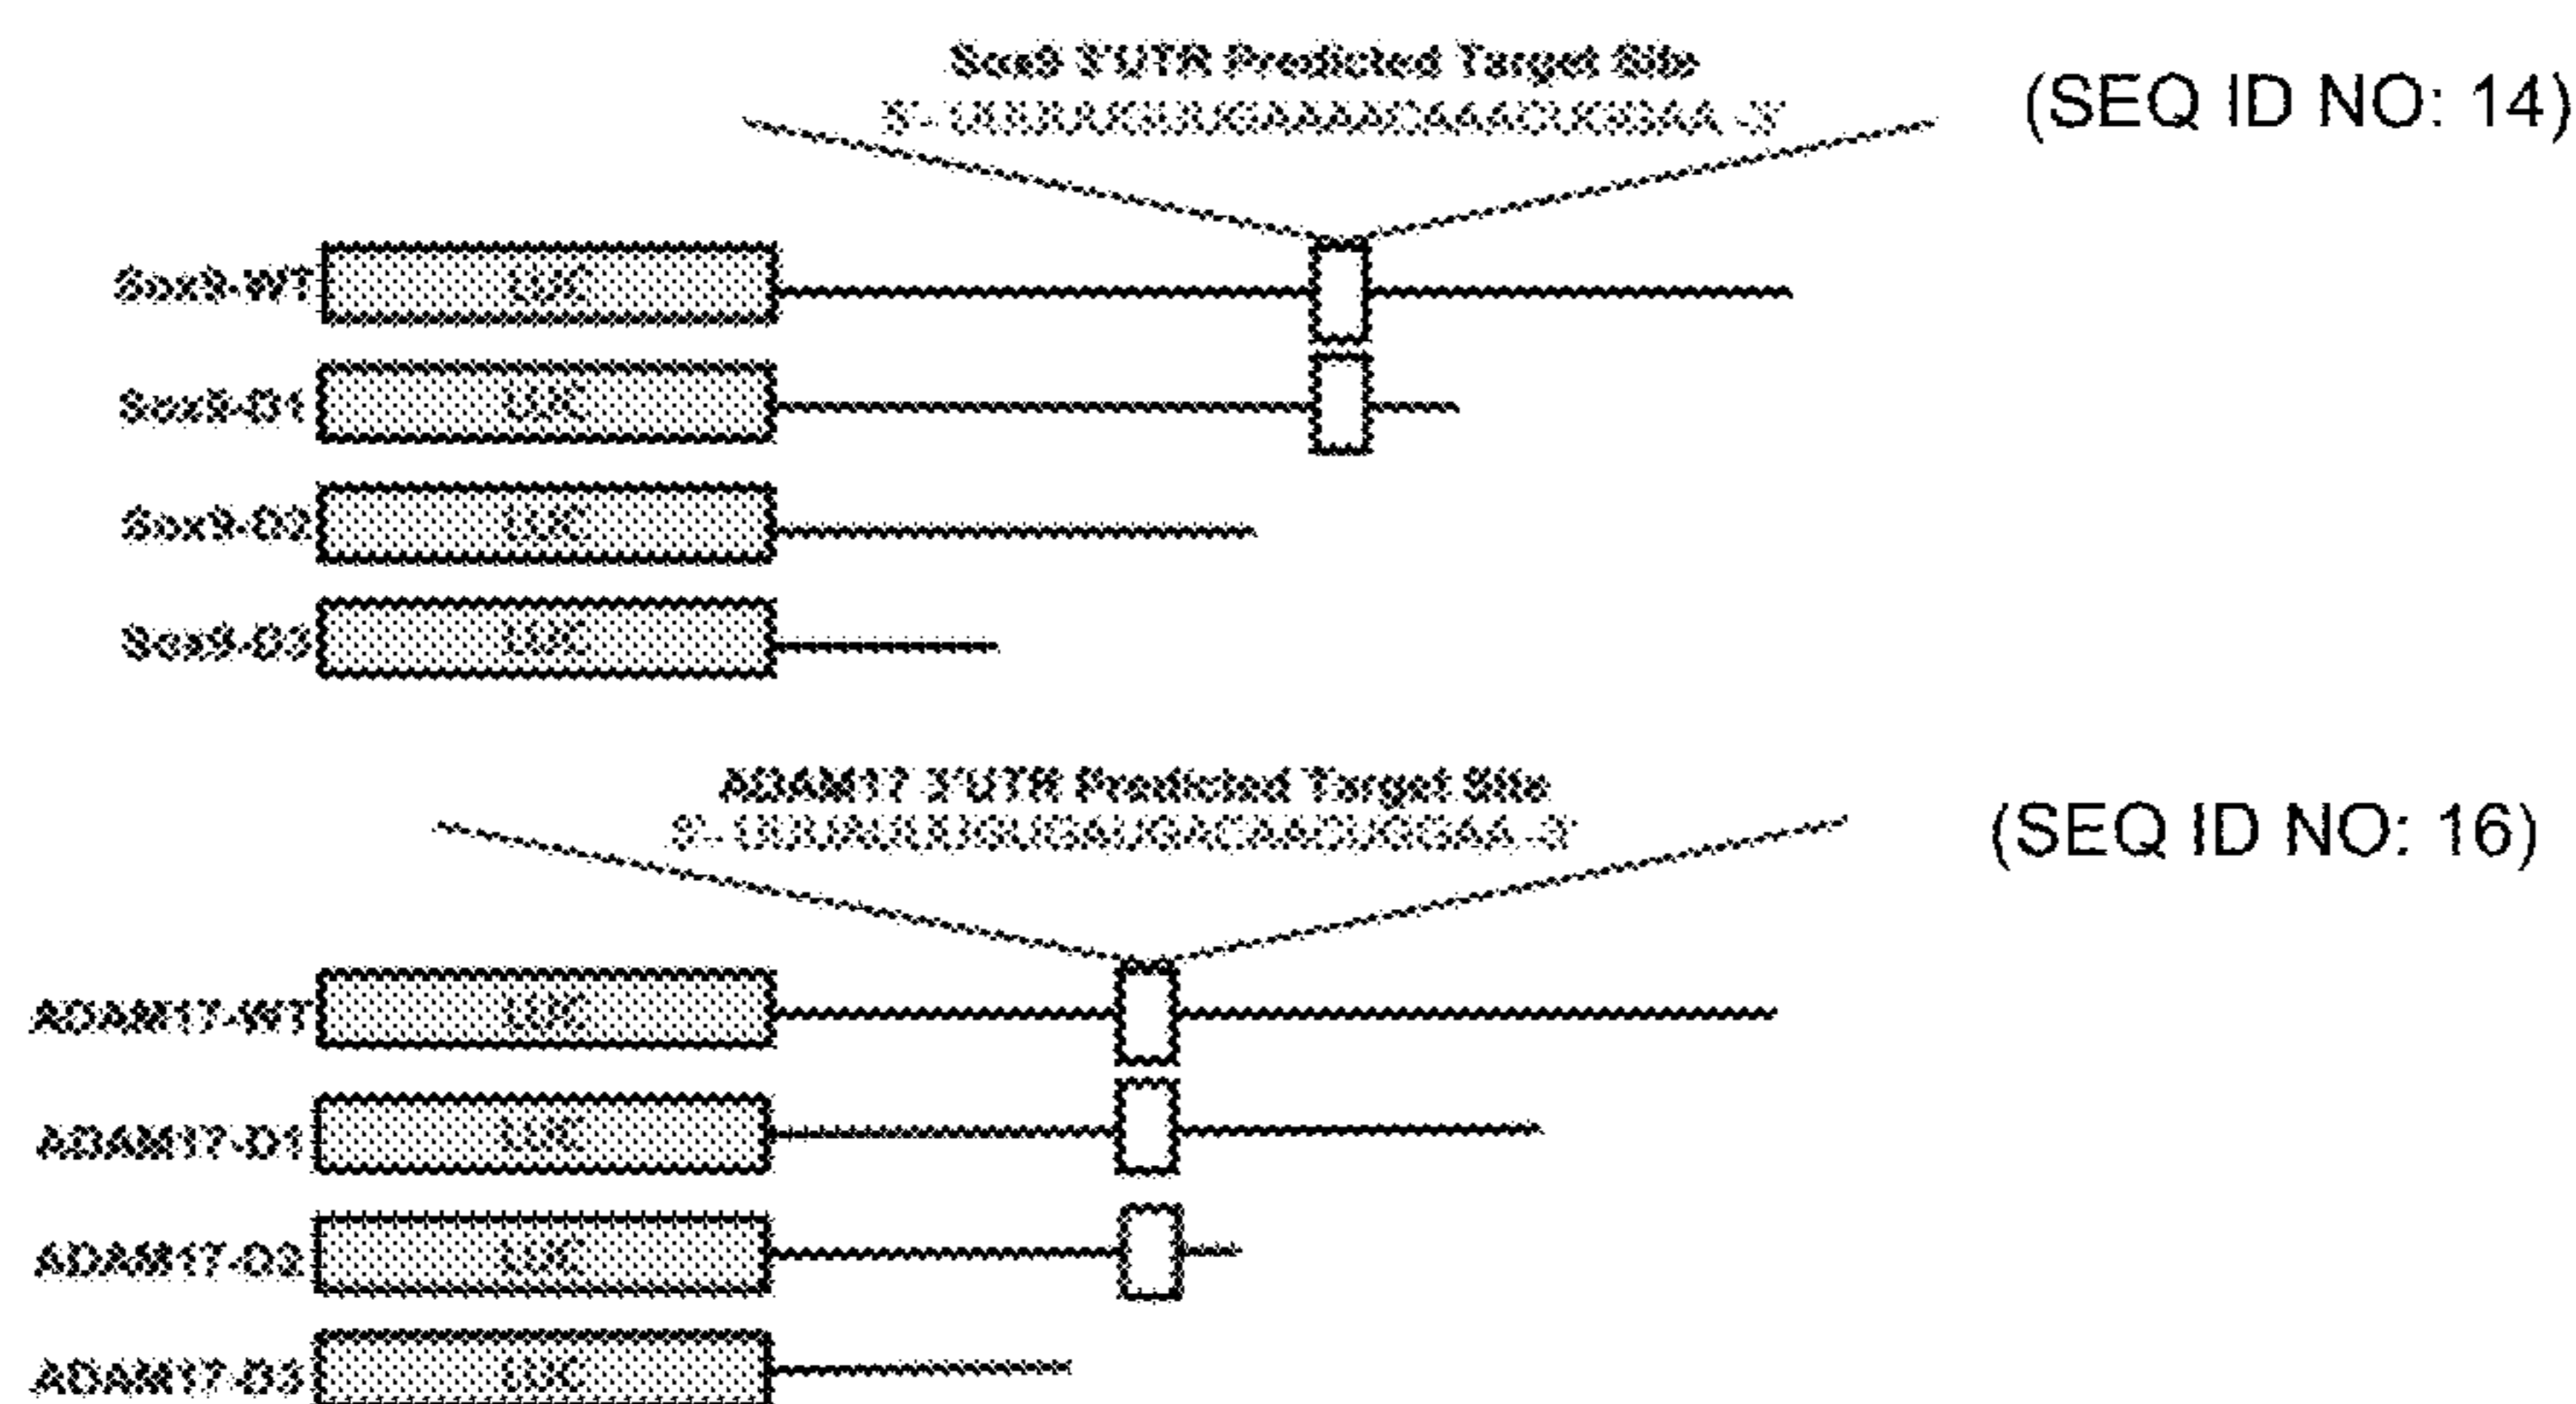 Sox9 3'UTR Predicted Target Site
(SEQ ID NO: 14)
Sox9-WT LUC
Sox9-D1 LUC
Sox9-D2 LUC
Sox9-D3 LUC
ADAM17 3'UTR Predicted Target Site
(SEQ ID NO: 16)
ADAM17-WT LUC
ADAM17-D1 LUC
ADAM17-D2 LUC
ADAM17-D3 LUC